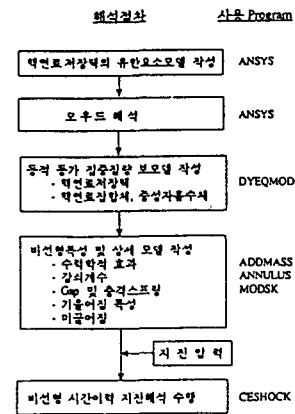 해석절차 사용 Program
핵연료저장랙의 유한요소모델 작성 ANSYS
모우드 해석 ANSYS
동적 등가 집중질량 보모델 작성
- 핵연료저장랙
- 핵연료집합체, 중성자흡수체
DYEQMOD
비선형특성 및 상세 모델 작성
- 수력학적 효과
- 감쇠계수
- Gap 및 충격스프링
- 기울어짐 특성
- 미끌어짐
ADDMASS
ANNULUS
MODSK
지진입력
비선형 시간이력 지진해석 수행 CESHOCK